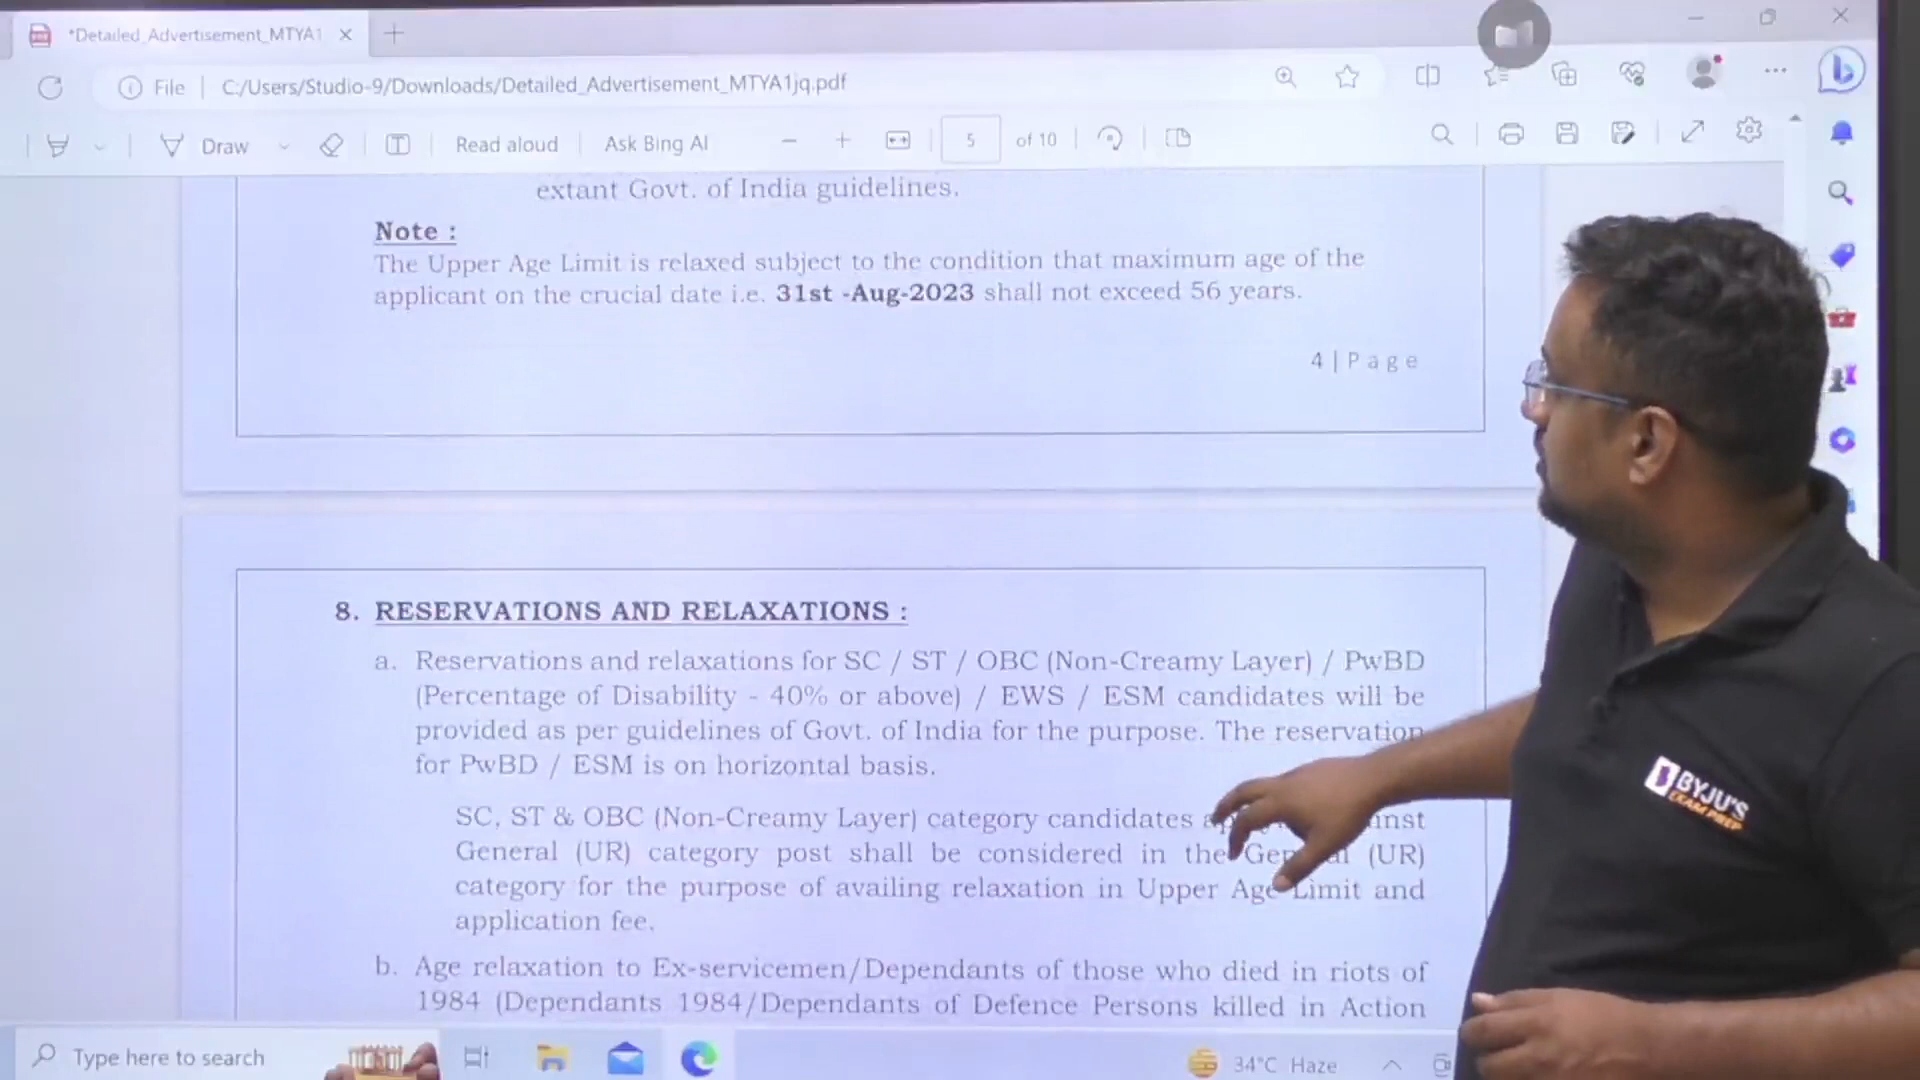 *Detailed_Advertisement_MTYA1
File
C:/Users/Studio-9/Downloads/Detailed_Advertisement_MTYA1jq.pdf
Draw
Read aloud
Ask Bing AI
5
of 10
extant Govt. of India guidelines.
Note :
The Upper Age Limit is relaxed subject to the condition that maximum age of the
applicant on the crucial date i.e. 31st -Aug-2023 shall not exceed 56 years.
4 | P a g e
8. RESERVATIONS AND RELAXATIONS :
a. Reservations and relaxations for SC / ST / OBC (Non-Creamy Layer) / PwBD
(Percentage of Disability - 40% or above) / EWS / ESM candidates will be
provided as per guidelines of Govt. of India for the purpose. The reservation
for PwBD / ESM is on horizontal basis.
SC, ST & OBC (Non-Creamy Layer) category candidates
General (UR) category post shall be considered in the General (UR)
category for the purpose of availing relaxation in Upper Age Limit and
application fee.
b. Age relaxation to Ex-servicemen/Dependants of those who died in riots of
1984 (Dependants 1984/Dependants of Defence Persons killed in Action
Type here to search
34°C Haze
BYJU'S
EXAM PREP